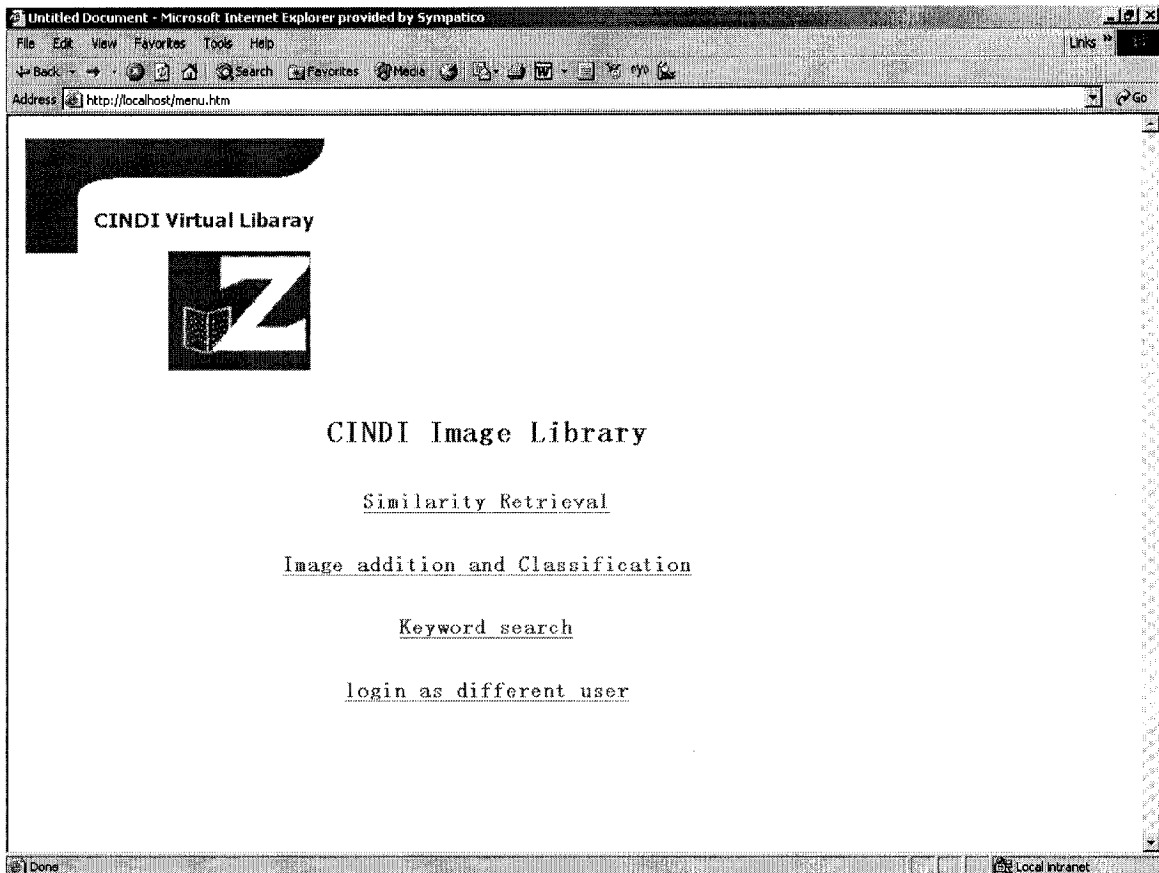 Untitled Document - Microsoft Internet Explorer provided by Sympatico
File Edit View Favorites Tools Help
Links »
Back Search Favorites Media
Address http://localhost/menu.htm Go
CINDI Virtual Libaray
Z
CINDI Image Library
Similarity Retrieval
Image addition and Classification
Keyword search
login as different user
Done Local intranet